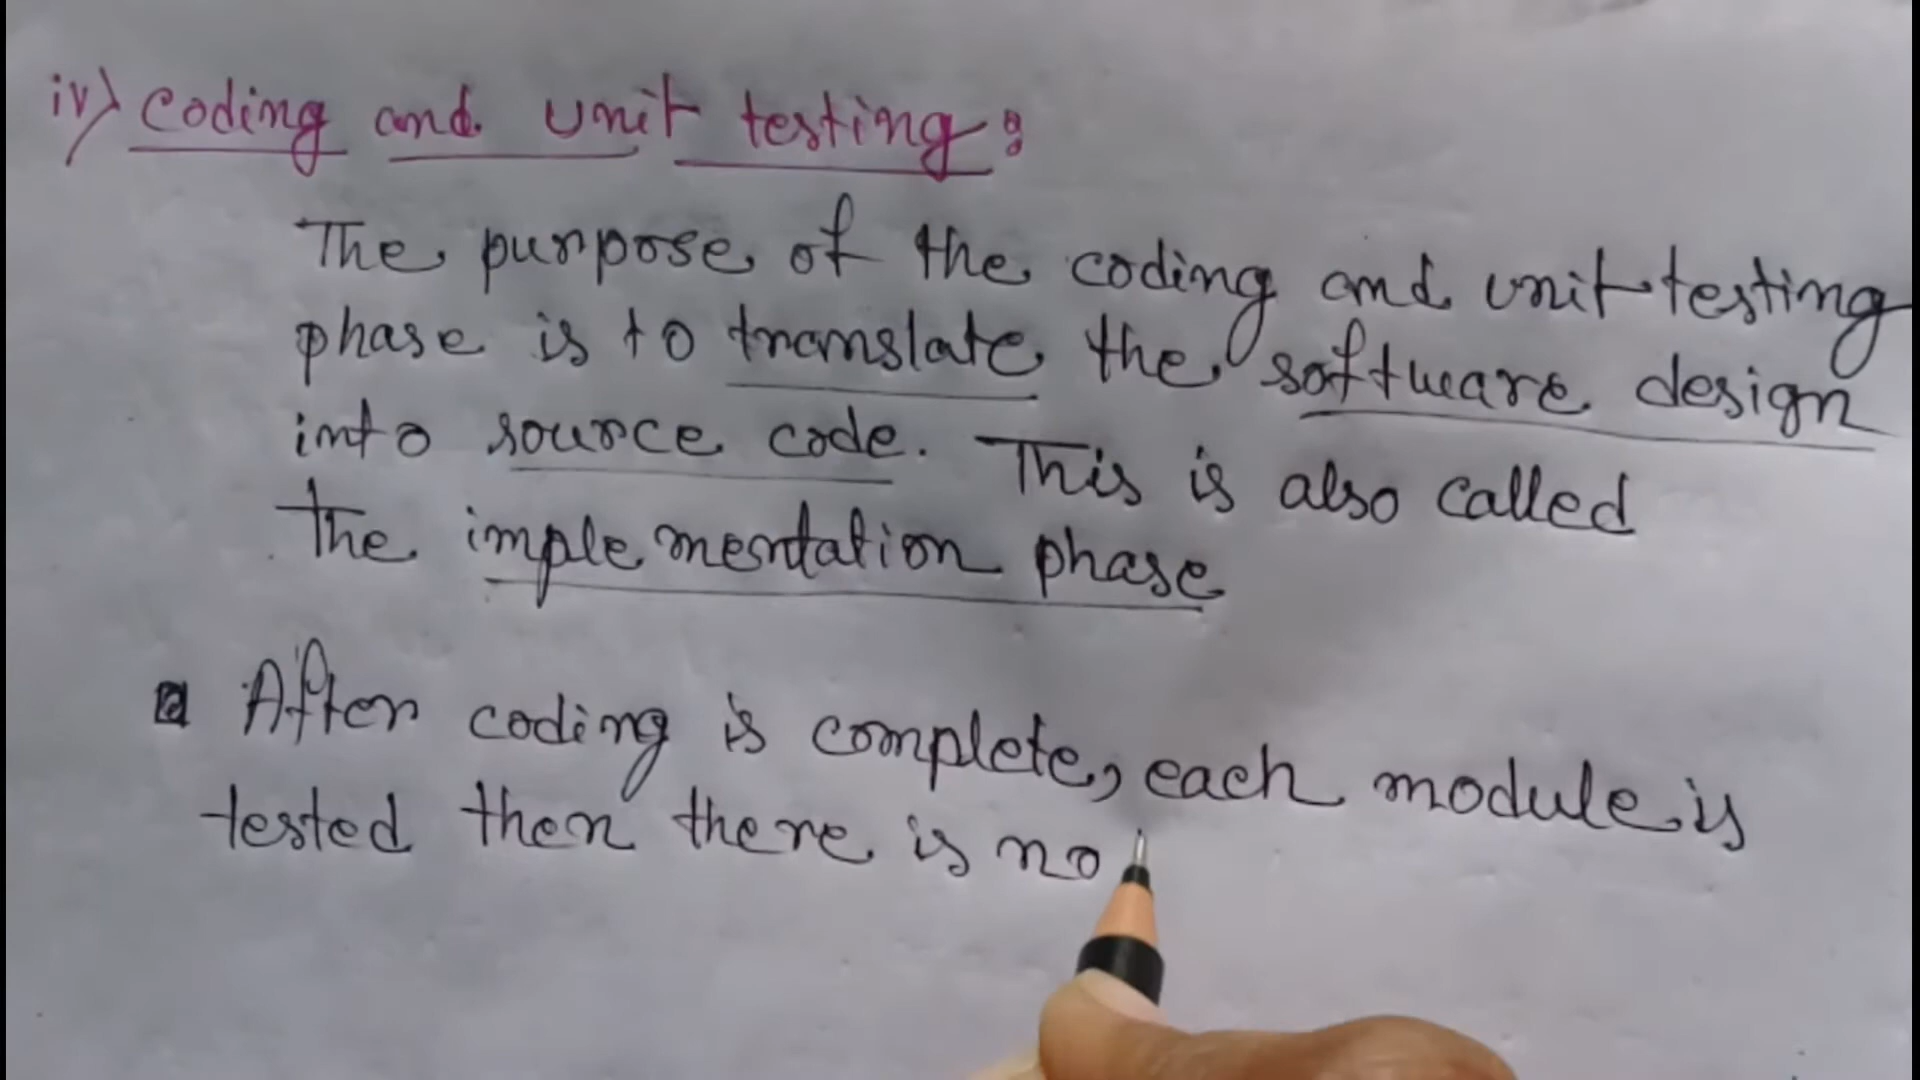 iv) coding and unit testing:
The purpose of the coding and unit testing
phase is to translate the software design
into source code. This is also called
the implementation phase
After coding is complete, each module is
tested then there is no